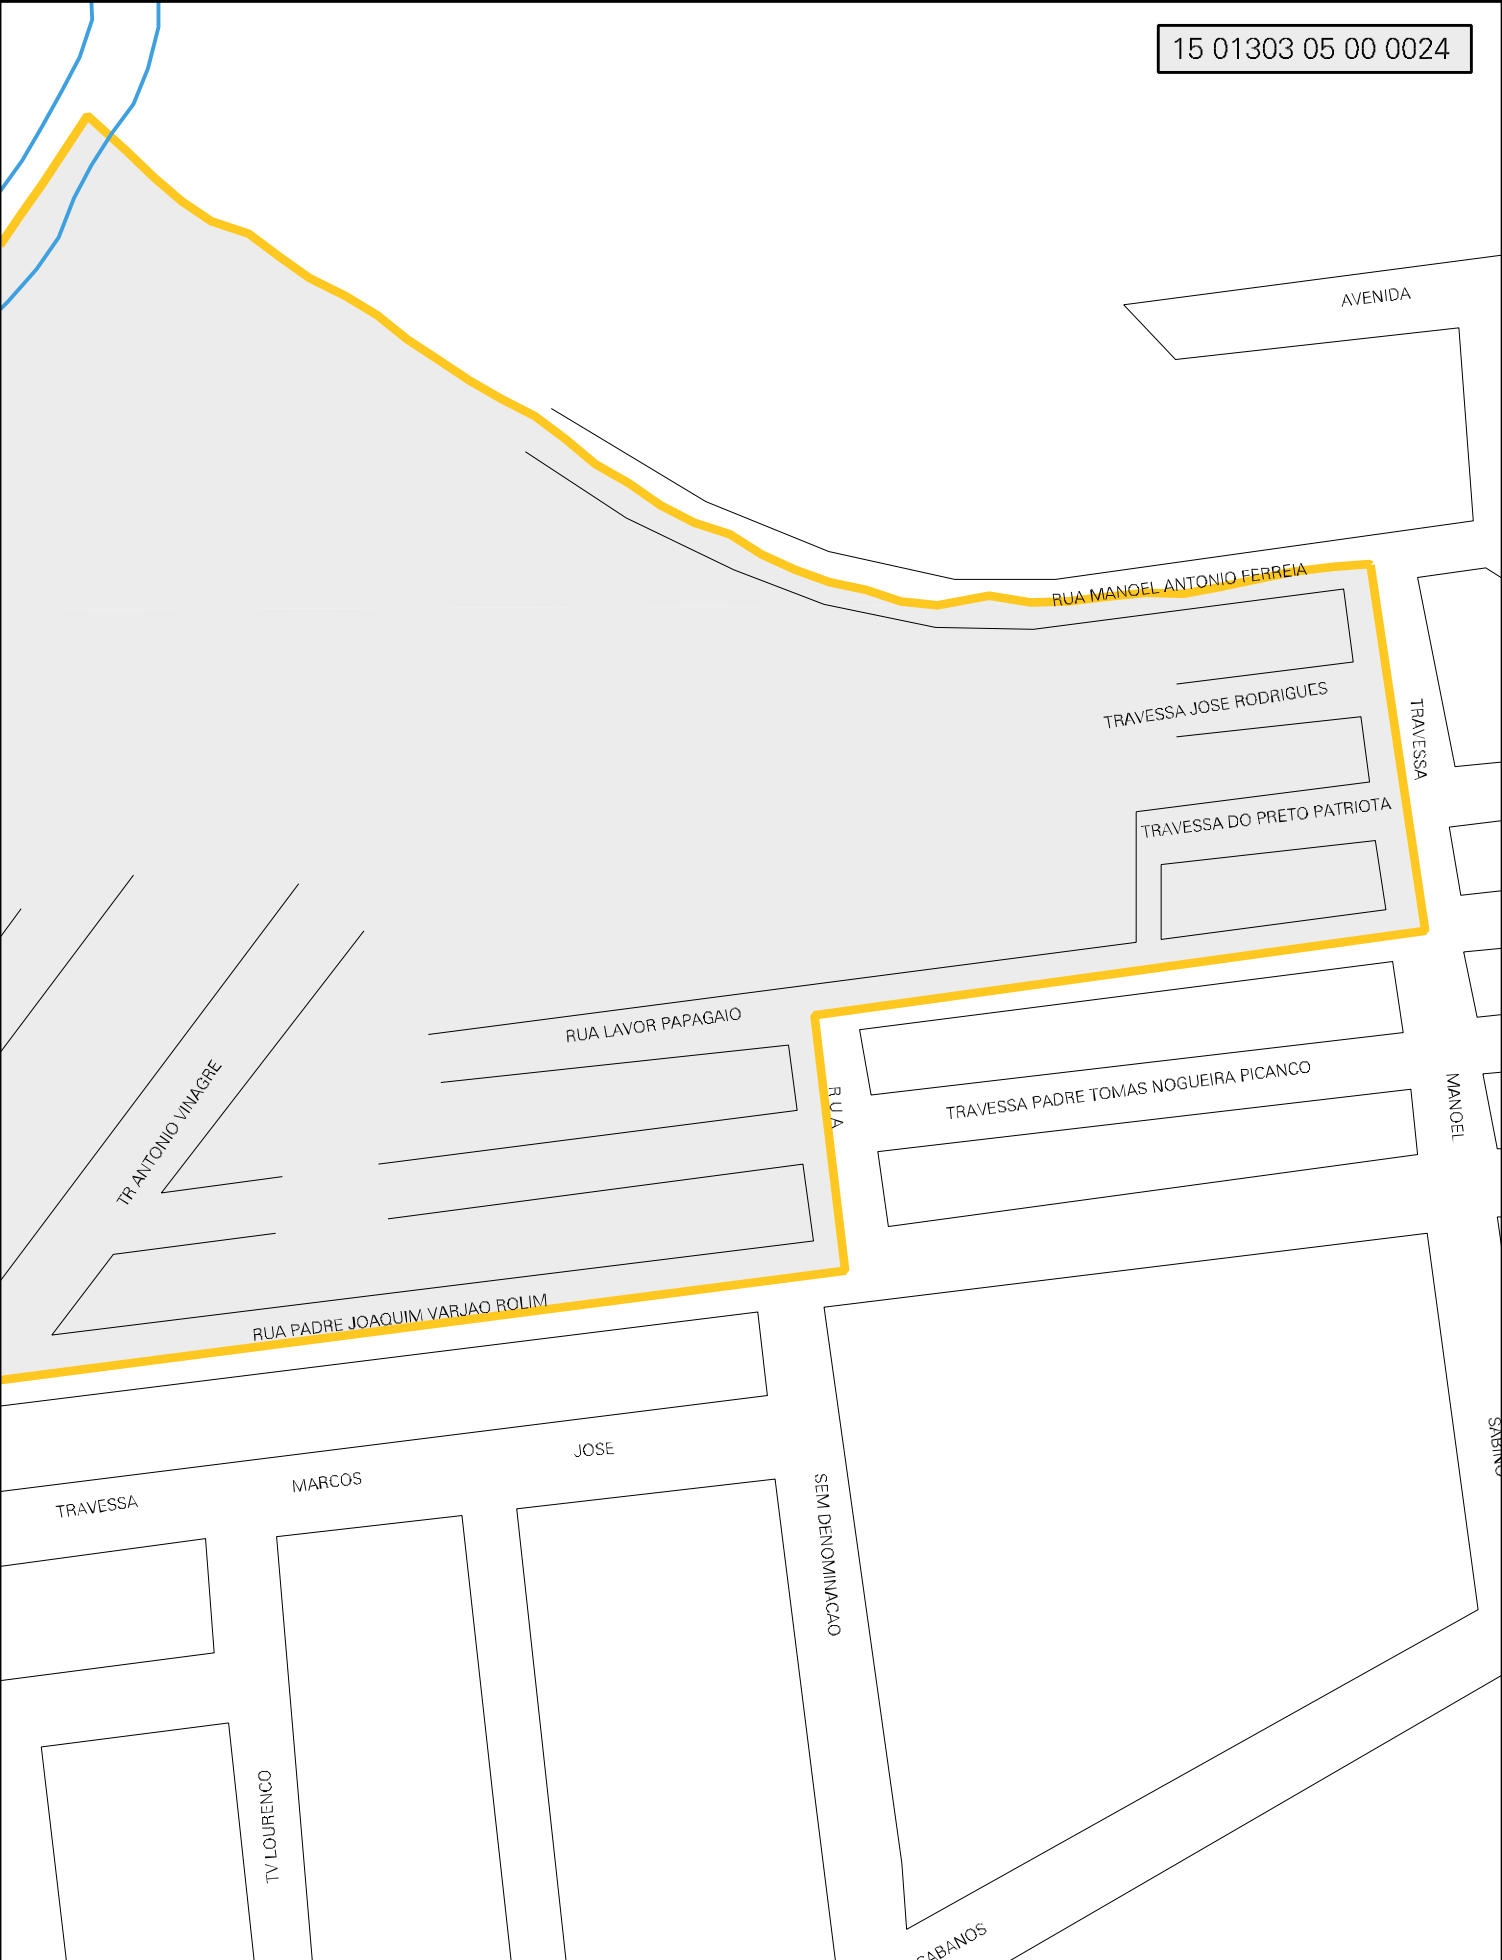 15 01303 05 00 0024
AVENIDA
RUA MANOEL ANTONIO FERREIA
TRAVESSA JOSE RODRIGUES
TRAVESSA
TRAVESSA DO PRETO PATRIOTA
RUA LAVOR PAPAGAIO
RUA
TRAVESSA PADRE TOMAS NOGUEIRA PICANCO
MANOEL
TR ANTONIO VINAGRE
RUA PADRE JOAQUIM VARJAO ROLIM
SABINO
JOSE
MARCOS
TRAVESSA
SEM DENOMINACAO
TV LOURENCO
CABANOS